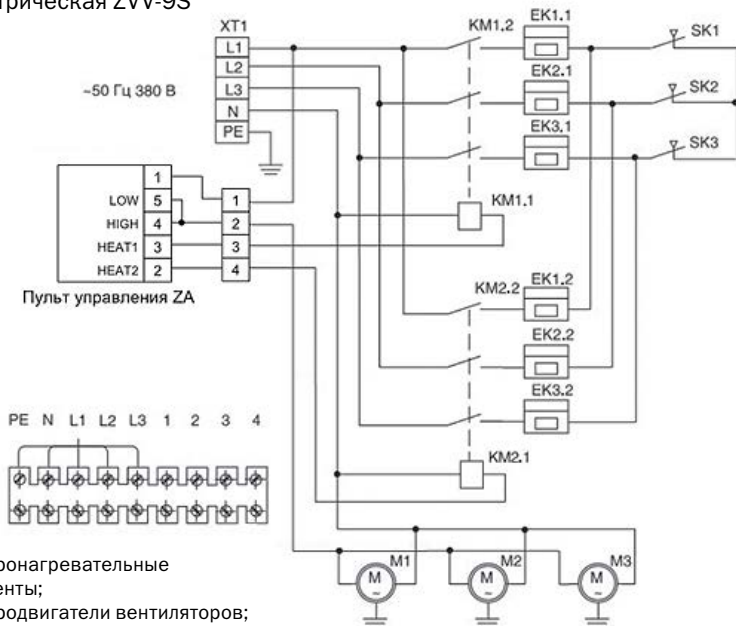 трическая ZVV-9S
XT1
L1
L2
L3
N
PE
~50 Гц 380 В
KM1.2
EK1.1
SK1
EK2.1
SK2
EK3.1
SK3
KM1.1
1
LOW 5
HIGH 4
HEAT1 3
HEAT2 2
1
2
3
4
Пульт управления ZA
KM2.2
EK1.2
EK2.2
EK3.2
KM2.1
PE N L1 L2 L3 1 2 3 4
M1
M
~
M2
M
~
M3
M
~
ронагревательные
енты;
родвигатели вентиляторов;